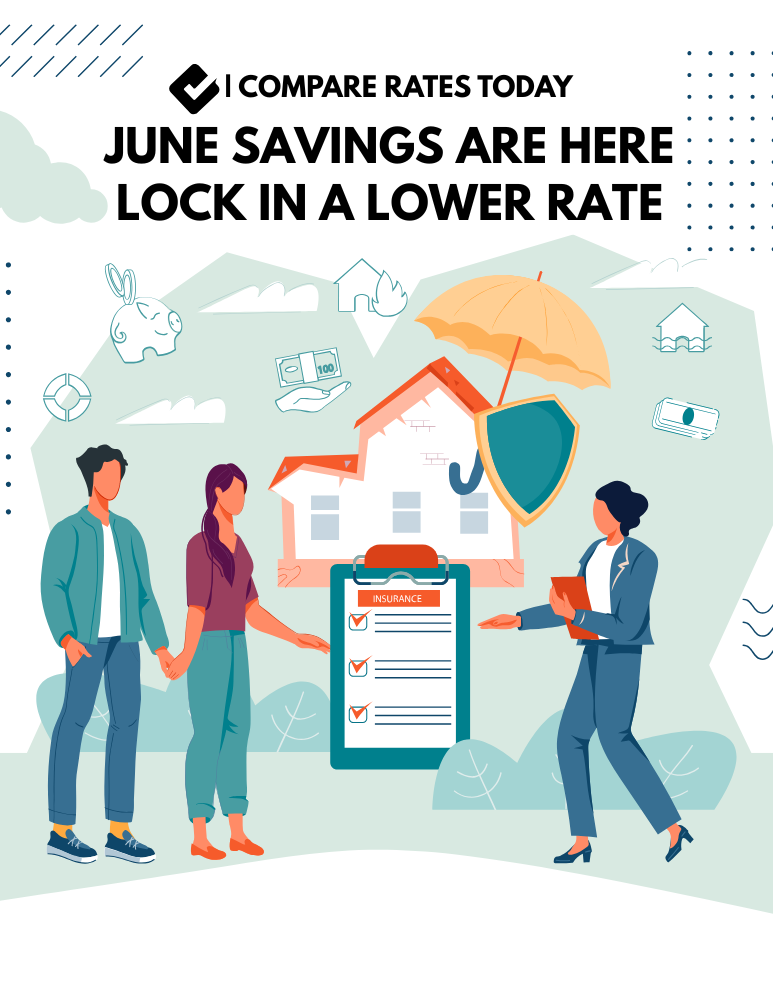 | COMPARE RATES TODAY
JUNE SAVINGS ARE HERE
LOCK IN A LOWER RATE
100
INSURANCE